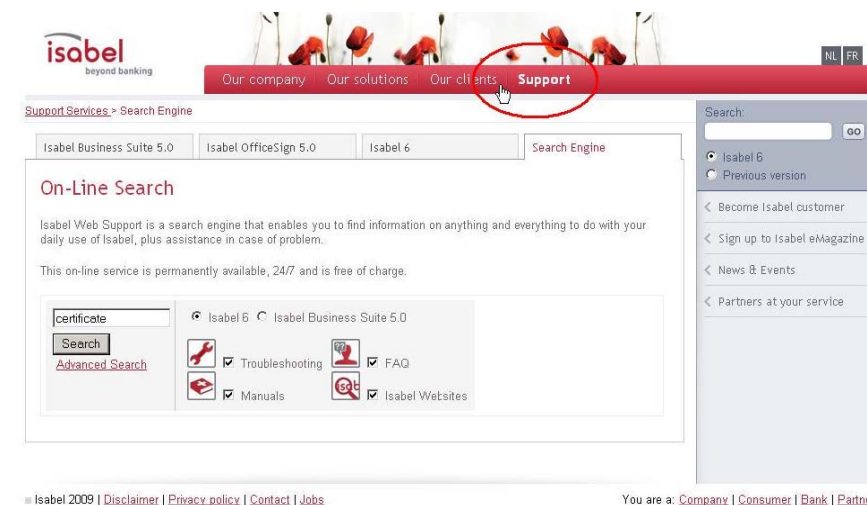 isabel
beyond banking
NL FR
Our company Our solutions Our clients Support
Support Services > Search Engine
Isabel Business Suite 5.0 Isabel OfficeSign 5.0 Isabel 6 Search Engine
On-Line Search
Isabel Web Support is a search engine that enables you to find information on anything and everything to do with your
daily use of Isabel, plus assistance in case of problem.
This on-line service is permanently available, 24/7 and is free of charge.
certificate
Search
Advanced Search
Isabel 6 Isabel Business Suite 5.0
Troubleshooting FAQ
Manuals Isabel Websites
Search:
GO
Isabel 6
Previous version
Become Isabel customer
Sign up to Isabel eMagazine
News & Events
Partners at your service
Isabel 2009 | Disclaimer | Privacy policy | Contact | Jobs
You are a: Company | Consumer | Bank | Partn